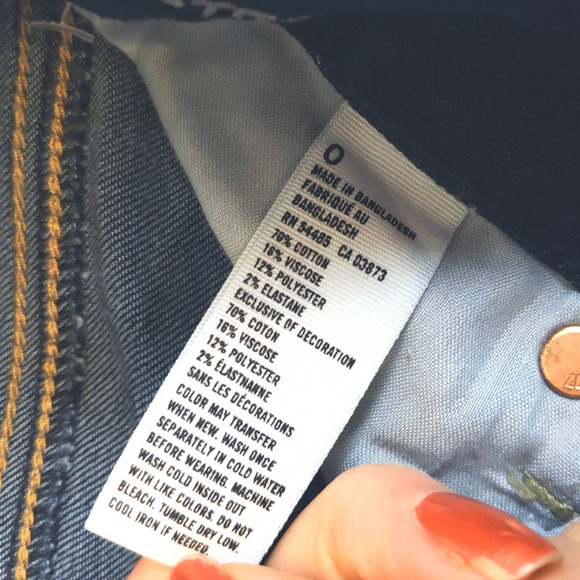 0
MADE IN BANGLADESH
FABRIQUÉ AU
BANGLADESH
RN 54485 CA 03873
70% COTTON
16% VISCOSE
12% POLYESTER
2% ELASTANE
EXCLUSIVE OF DECORATION
70% COTON
16% VISCOSE
12% POLYESTER
2% ÉLASTHANNE
SANS LES DÉCORATIONS
COLOR MAY TRANSFER
WHEN NEW. WASH ONCE
SEPARATELY IN COLD WATER
BEFORE WEARING. MACHINE
WASH COLD INSIDE OUT
WITH LIKE COLORS. DO NOT
BLEACH. TUMBLE DRY LOW.
COOL IRON IF NEEDED.